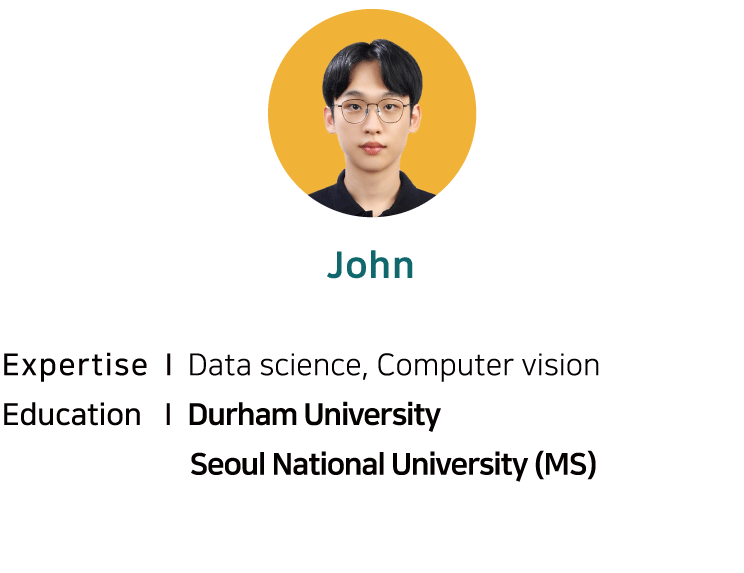 John
Expertise I Data science, Computer vision
Education I Durham University
Seoul National University (MS)